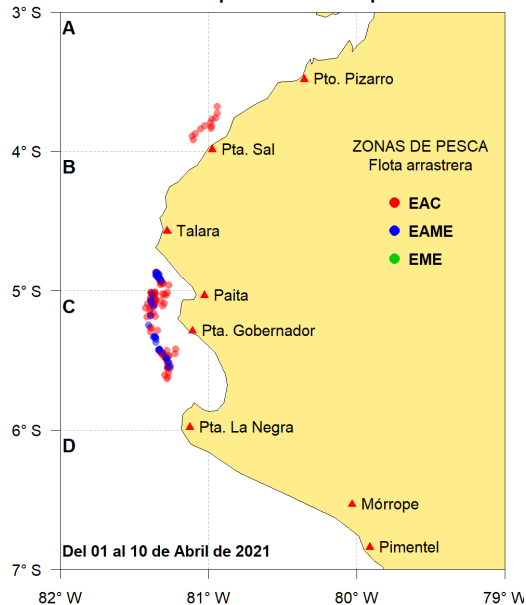 3° S
A
Pto. Pizarro
ZONAS DE PESCA
Flota arrastrera
Pta. Sal
4° S
B
EAC
Talara
EAME
EME
5° S
Paita
C
Pta. Gobernador
6° S
Pta. La Negra
D
Mórrope
Pimentel
Del 01 al 10 de Abril de 2021
7° S
82° W
81° W
80° W
79° W